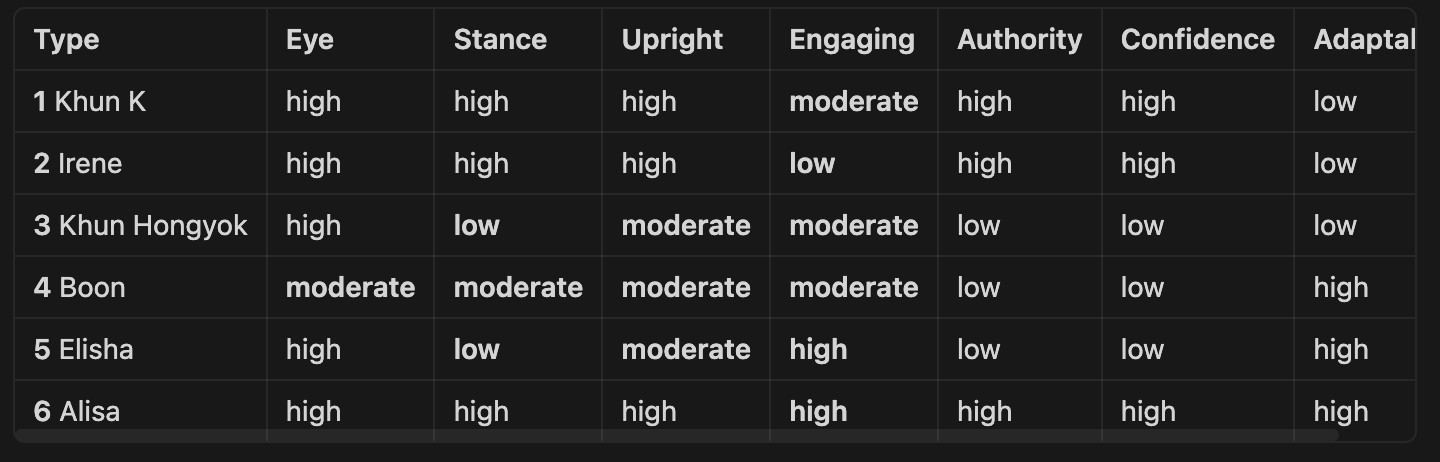 Type Eye Stance Upright Engaging Authority Confidence Adaptal
1 Khun K high high high moderate high high low
2 Irene high high high low high high low
3 Khun Hongyok high low moderate moderate low low low
4 Boon moderate moderate moderate moderate low low high
5 Elisha high low moderate high low low high
6 Alisa high high high high high high high